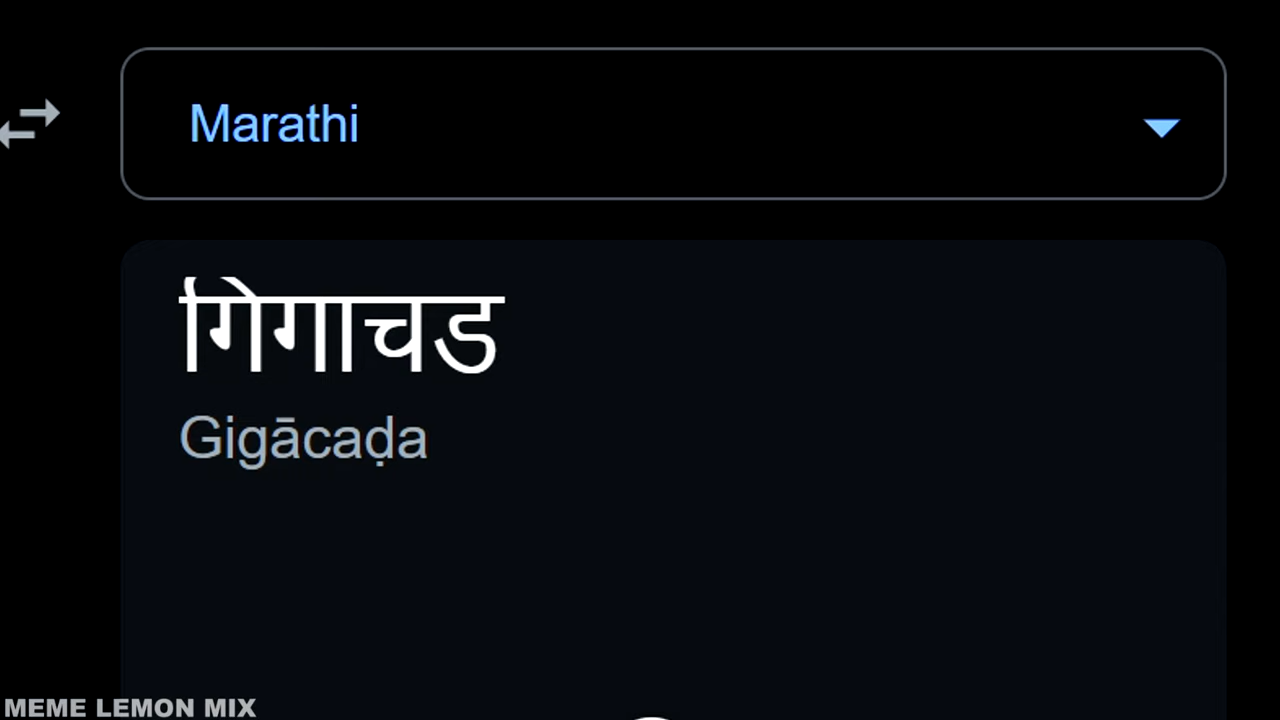 Marathi
गिगाचड
Gigācaḍa
MEME LEMON MIX